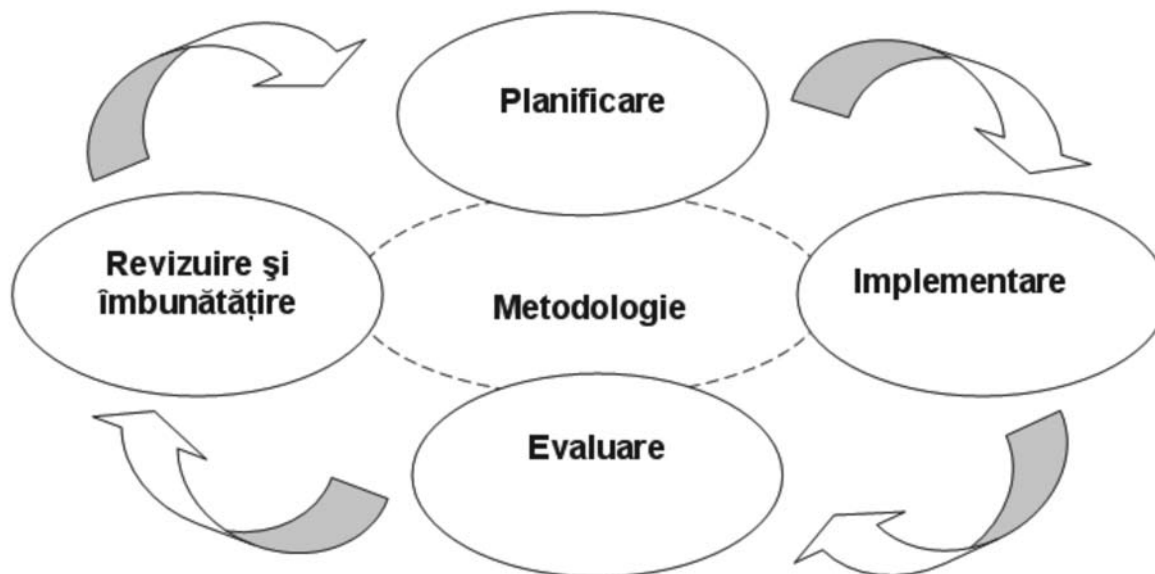 Planificare
Revizuire şi
îmbunătăţire
Metodologie
Implementare
Evaluare